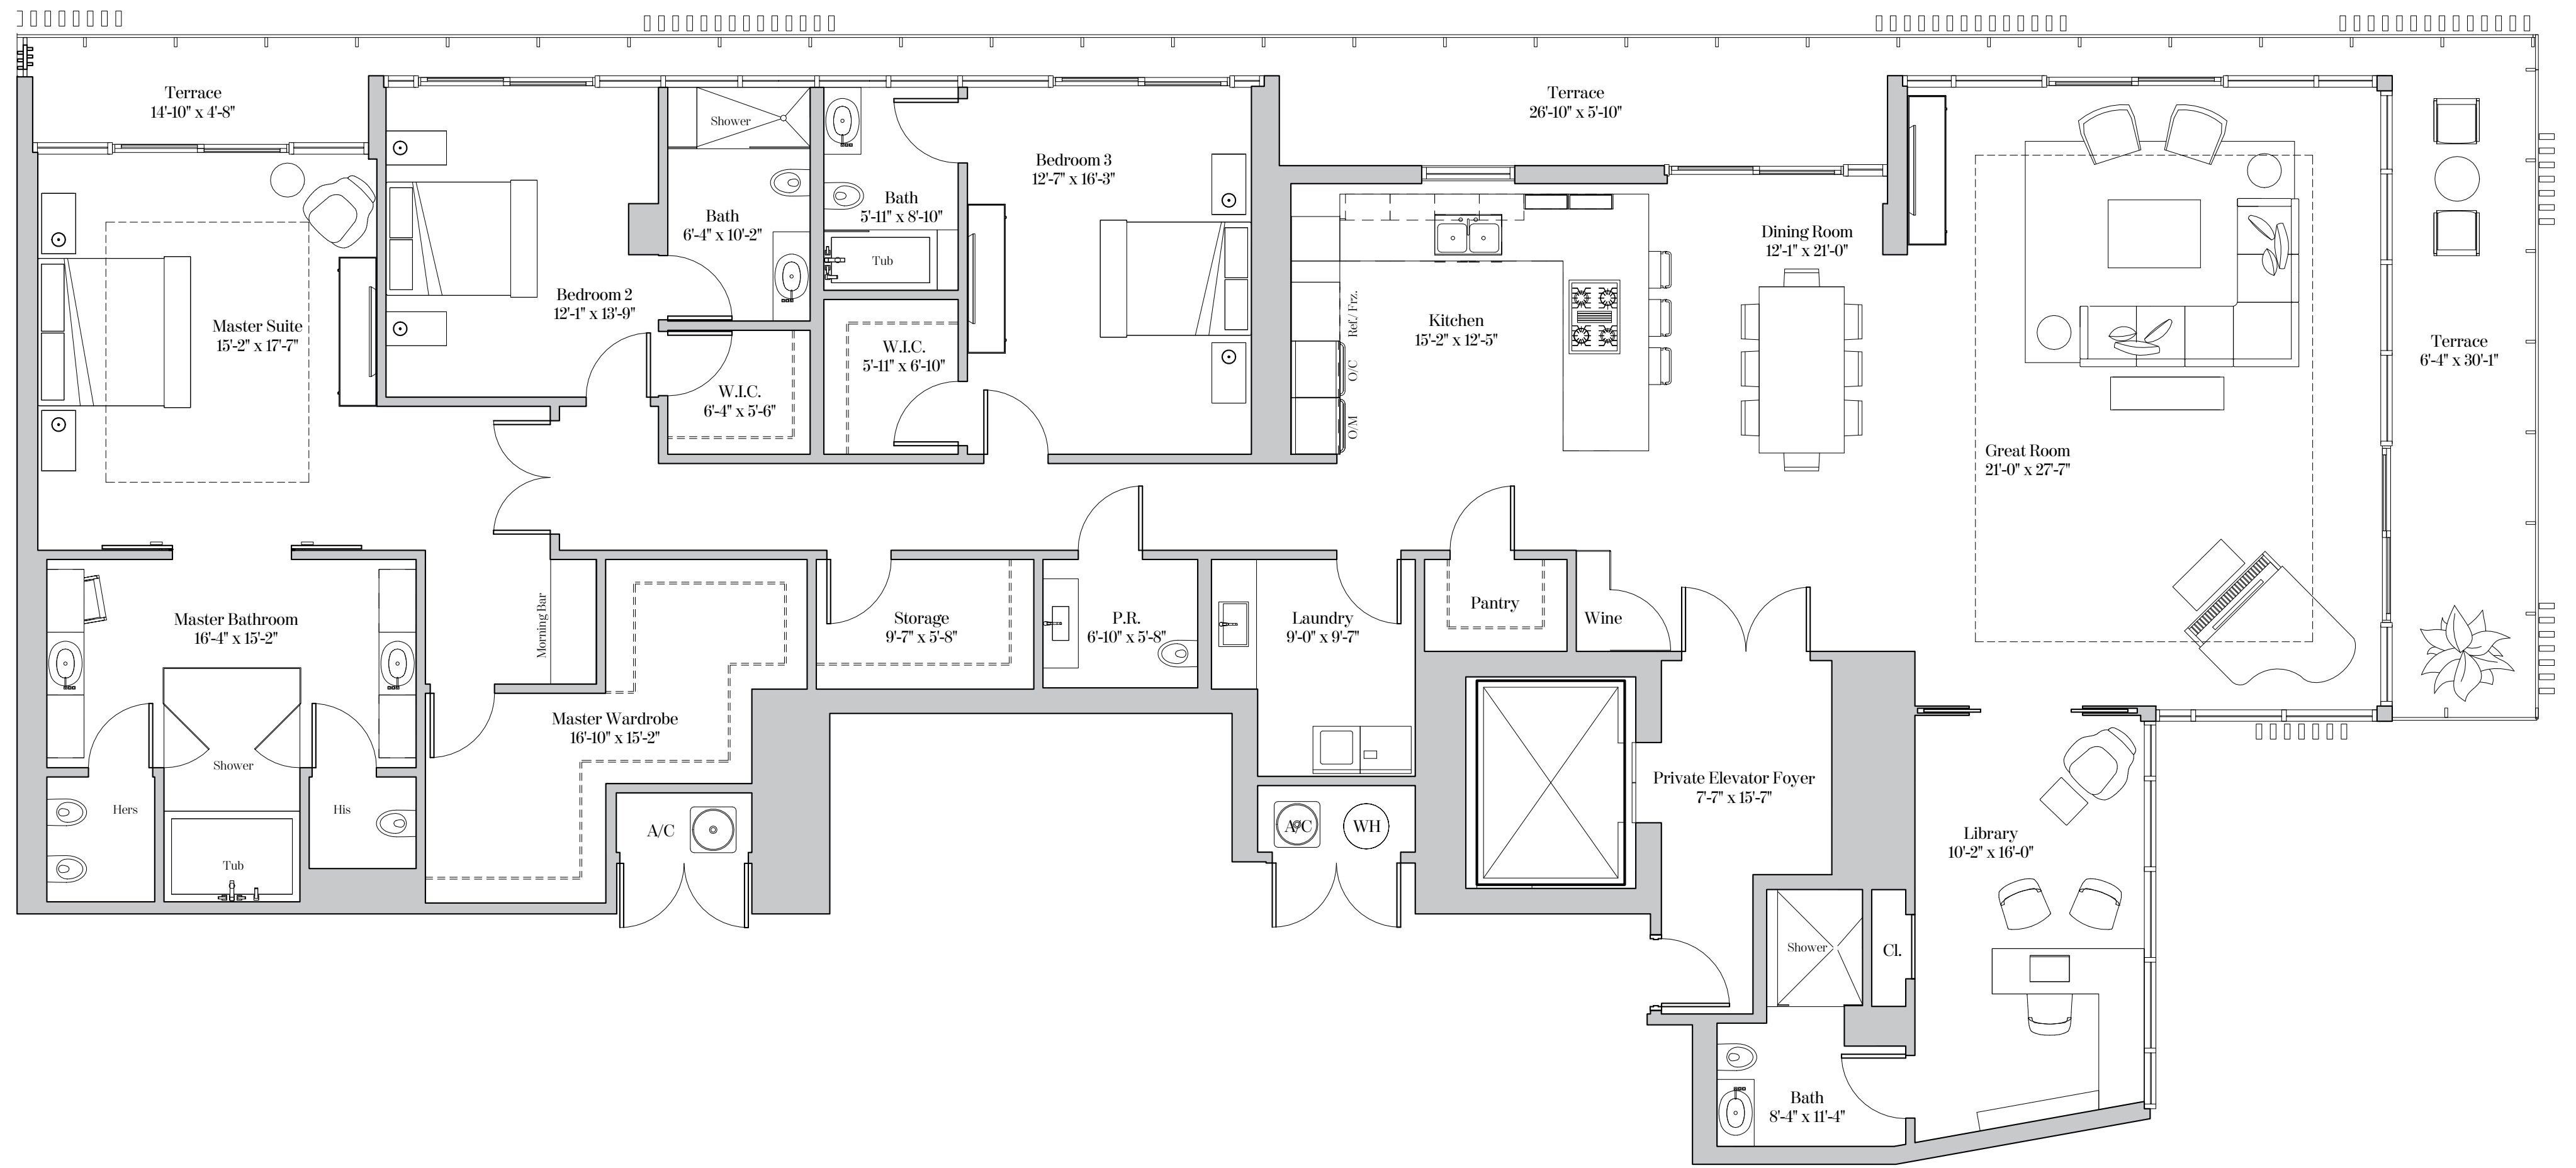 Terrace
14'-10" x 4'-8"
Terrace
26'-10" x 5'-10"
Shower
Bedroom 3
12'-7" x 16'-3"
Bath
5'-11" x 8'-10"
Bath
6'-4" x 10'-2"
Tub
Dining Room
12'-1" x 21'-0"
Bedroom 2
12'-1" x 13'-9"
Master Suite
15'-2" x 17'-7"
Ref./Frz.
O/C
O/M
Kitchen
15'-2" x 12'-5"
W.I.C.
5'-11" x 6'-10"
W.I.C.
6'-4" x 5'-6"
Terrace
6'-4" x 30'-1"
Great Room
21'-0" x 27'-7"
Master Bathroom
16'-4" x 15'-2"
Morning Bar
Storage
9'-7" x 5'-8"
P.R.
6'-10" x 5'-8"
Laundry
9'-0" x 9'-7"
Pantry
Wine
Master Wardrobe
16'-10" x 15'-2"
Shower
Hers
His
Tub
A/C
A/C
WH
Private Elevator Foyer
7'-7" x 15'-7"
Library
10'-2" x 16'-0"
Shower
Cl.
Bath
8'-4" x 11'-4"